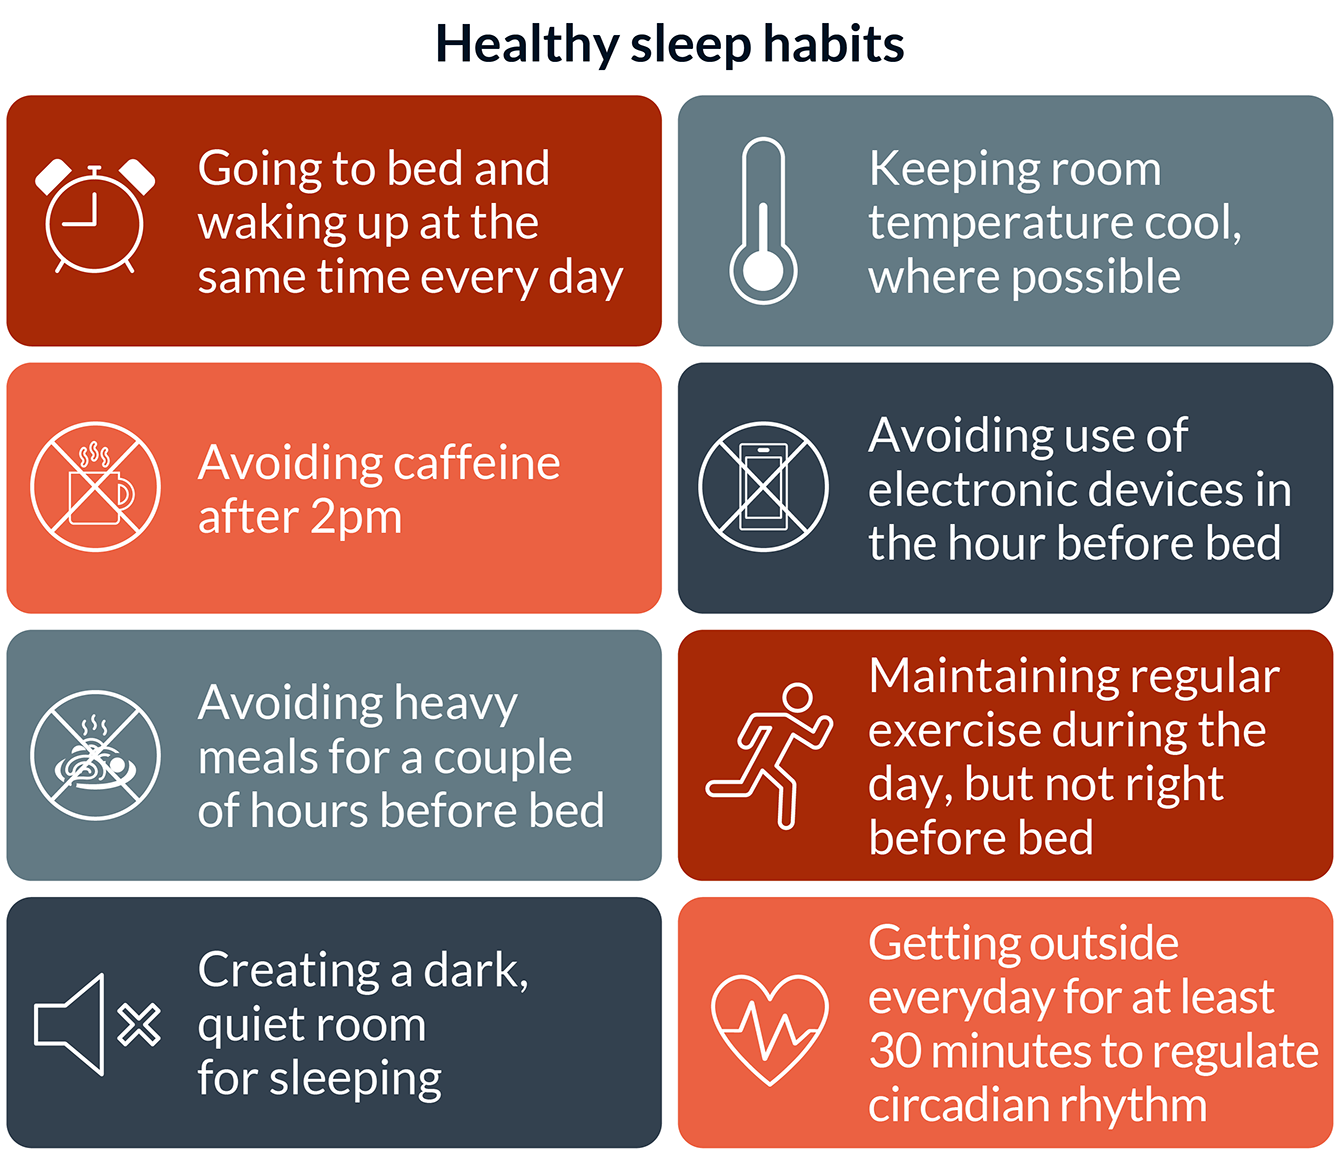 Healthy sleep habits
Going to bed and
waking up at the
same time every day
Keeping room
temperature cool,
where possible
Avoiding caffeine
after 2pm
Avoiding use of
electronic devices in
the hour before bed
Avoiding heavy
meals for a couple
of hours before bed
Maintaining regular
exercise during the
day, but not right
before bed
Creating a dark,
quiet room
for sleeping
Getting outside
everyday for at least
30 minutes to regulate
circadian rhythm